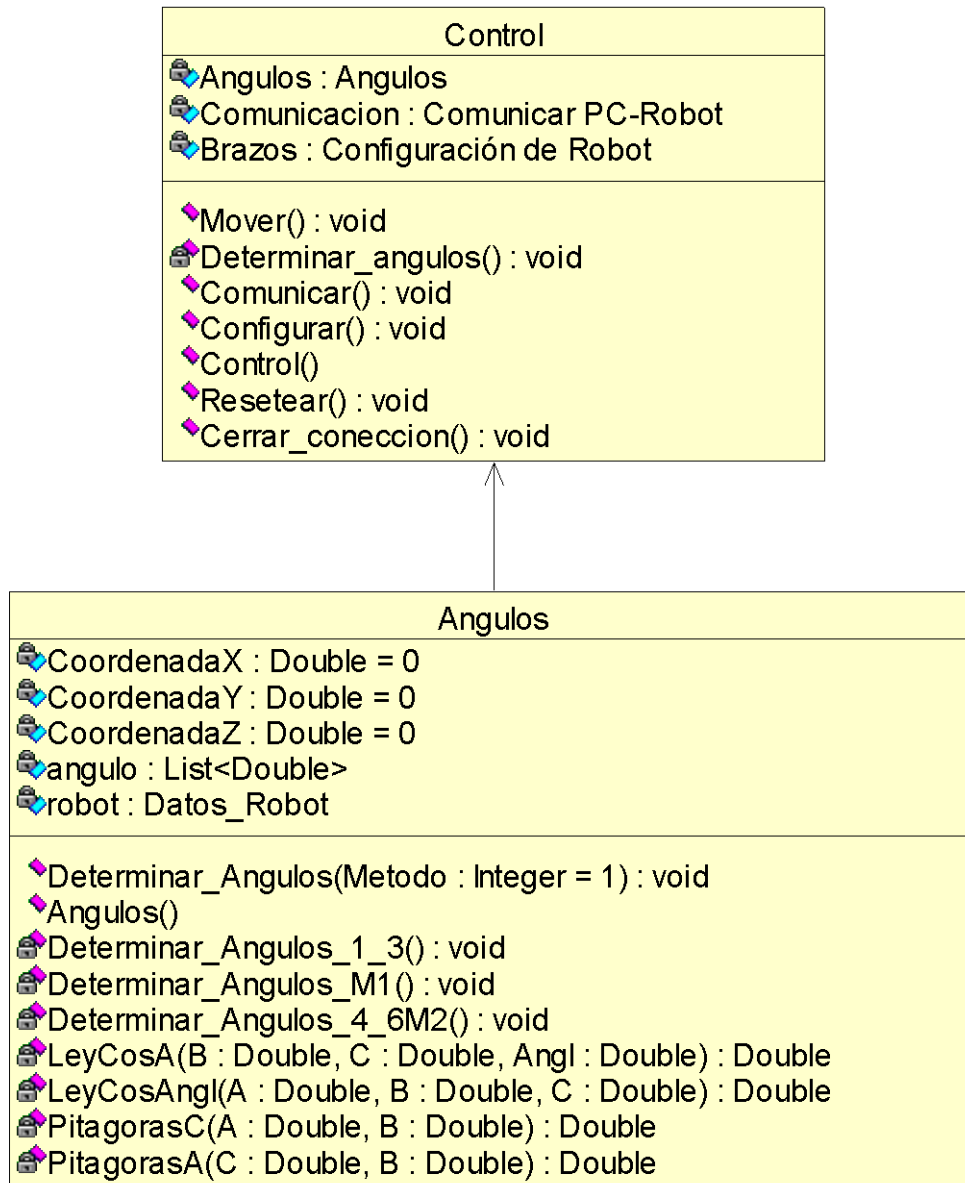 Control
Angulos : Angulos
Comunicacion : Comunicar PC-Robot
Brazos : Configuración de Robot
Mover() : void
Determinar_angulos() : void
Comunicar() : void
Configurar() : void
Control()
Resetear() : void
Cerrar_coneccion() : void
Angulos
CoordenadaX : Double = 0
CoordenadaY : Double = 0
CoordenadaZ : Double = 0
angulo : List<Double>
robot : Datos_Robot
Determinar_Angulos(Metodo : Integer = 1) : void
Angulos()
Determinar_Angulos_1_3() : void
Determinar_Angulos_M1() : void
Determinar_Angulos_4_6M2() : void
LeyCosA(B : Double, C : Double, Angl : Double) : Double
LeyCosAngl(A : Double, B : Double, C : Double) : Double
PitagorasC(A : Double, B : Double) : Double
PitagorasA(C : Double, B : Double) : Double